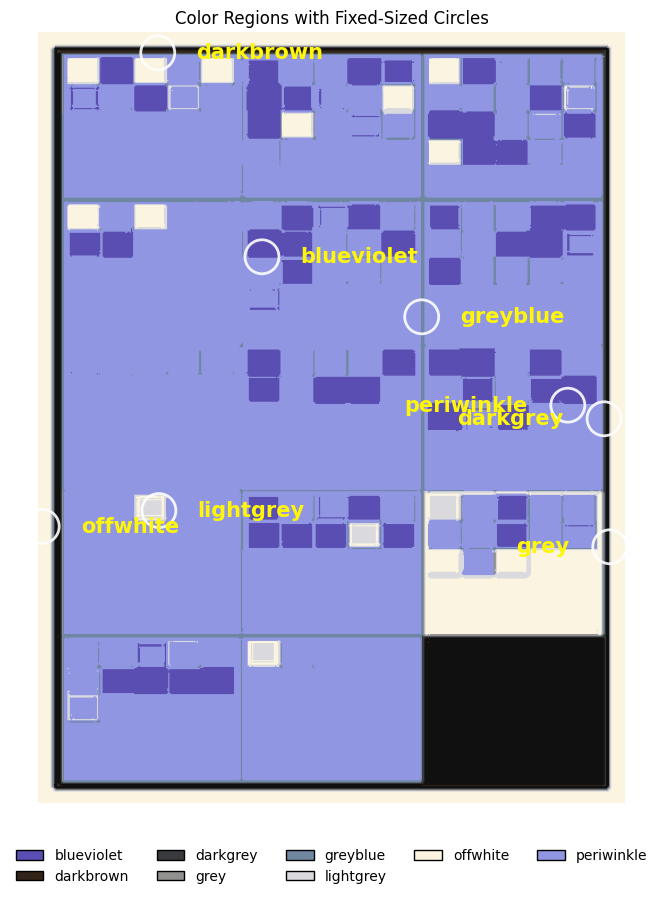 Color Regions with Fixed-Sized Circles
darkbrown
blueviolet
greyblue
periwinkle
darkgrey
lightgrey
offwhite
grey
blueviolet darkgrey greyblue offwhite periwinkle
darkbrown grey lightgrey